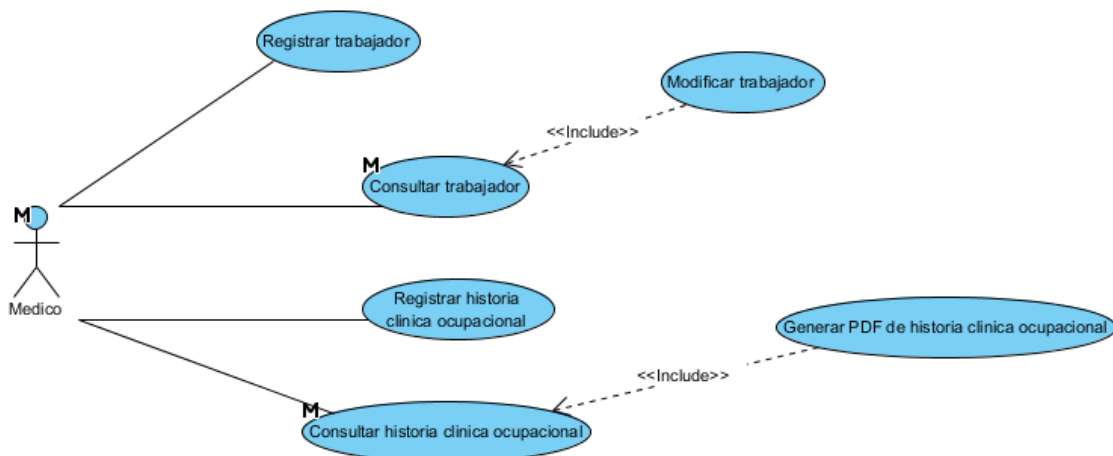 Registrar trabajador
Modificar trabajador
<<Include>>
M
Consultar trabajador
M
Medico
Registrar historia
clinica ocupacional
Generar PDF de historia clinica ocupacional
<<Include>>
M
Consultar historia clinica ocupacional